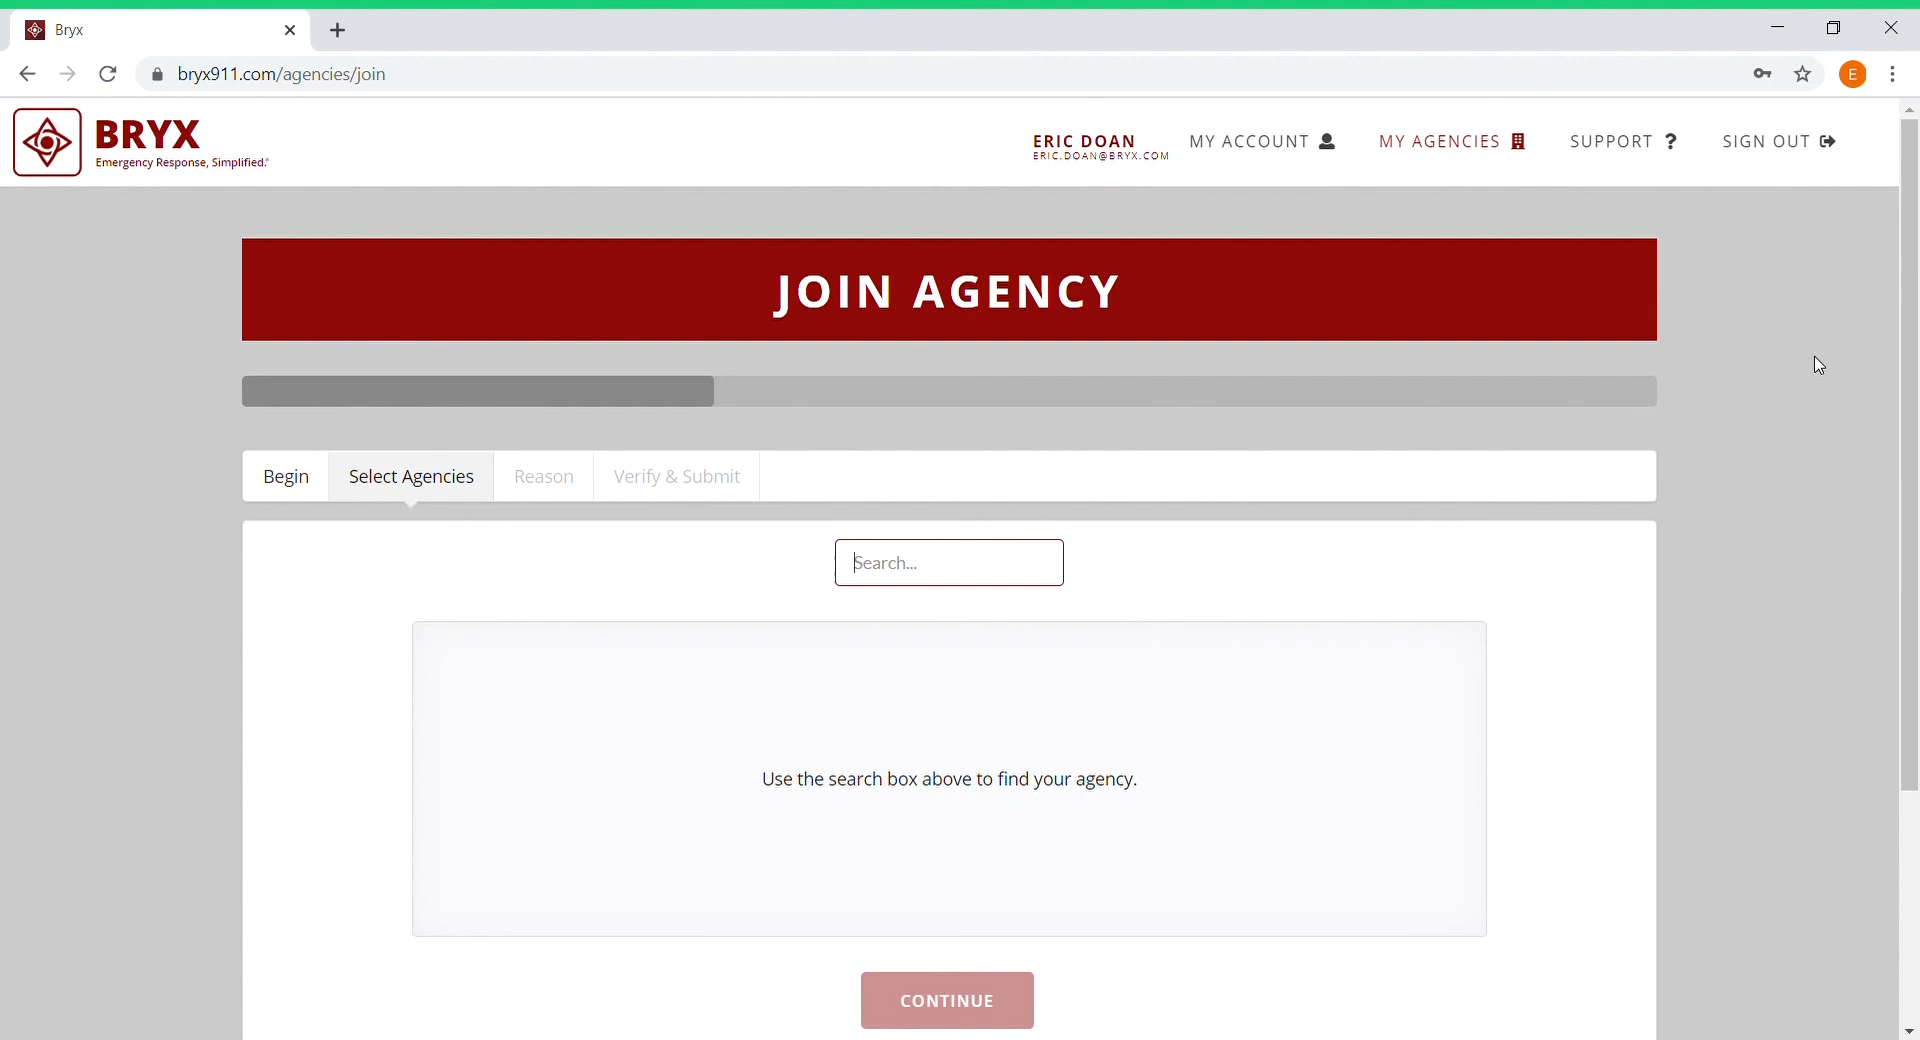 Bryx
bryx911.com/agencies/join
E
BRYX
Emergency Response, Simplified.®
ERIC DOAN
ERIC.DOAN@BRYX.COM
MY ACCOUNT
MY AGENCIES
SUPPORT ?
SIGN OUT
JOIN AGENCY
Begin
Select Agencies
Reason
Verify & Submit
Search...
Use the search box above to find your agency.
CONTINUE